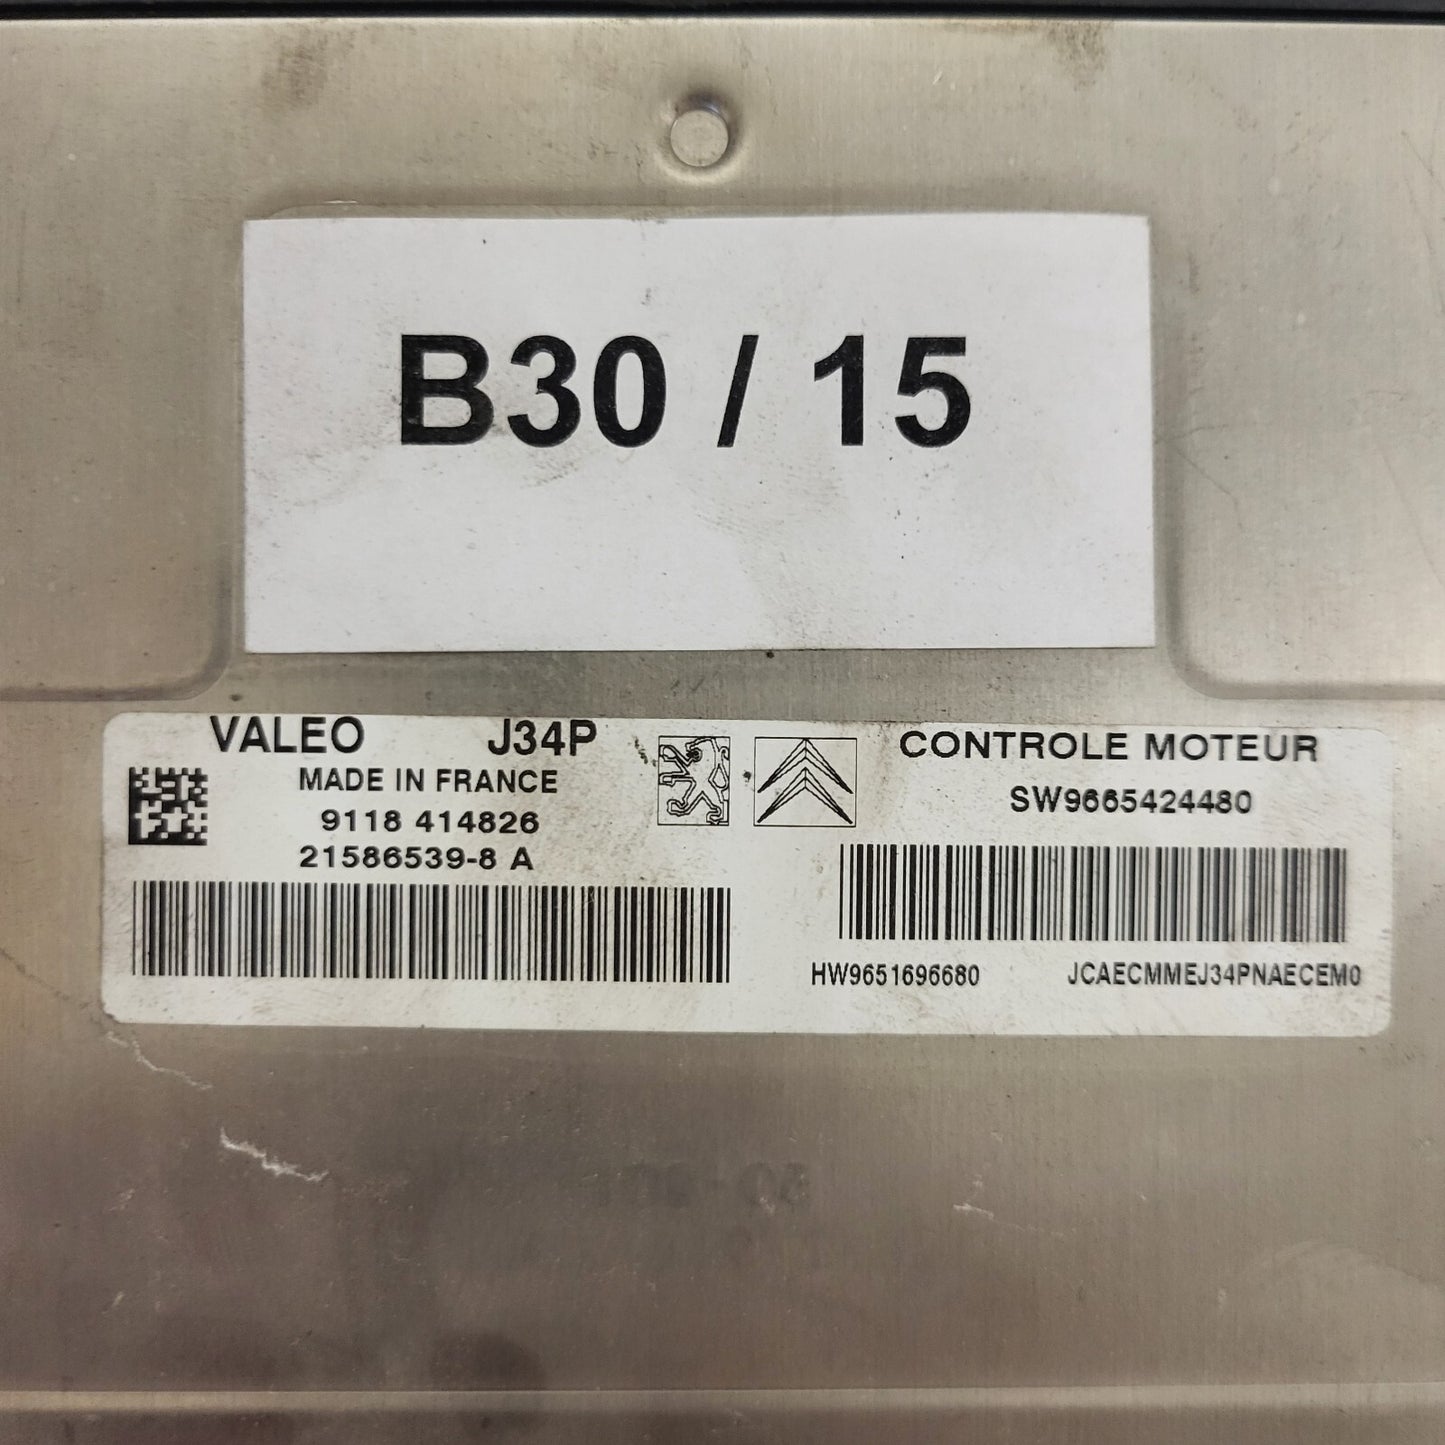 B30 / 15
VALEO J34P
MADE IN FRANCE
9118 414826
21586539-8 A
CONTROLE MOTEUR
SW9665424480
HW9651696680 JCAECMMEJ34PNAECEM0